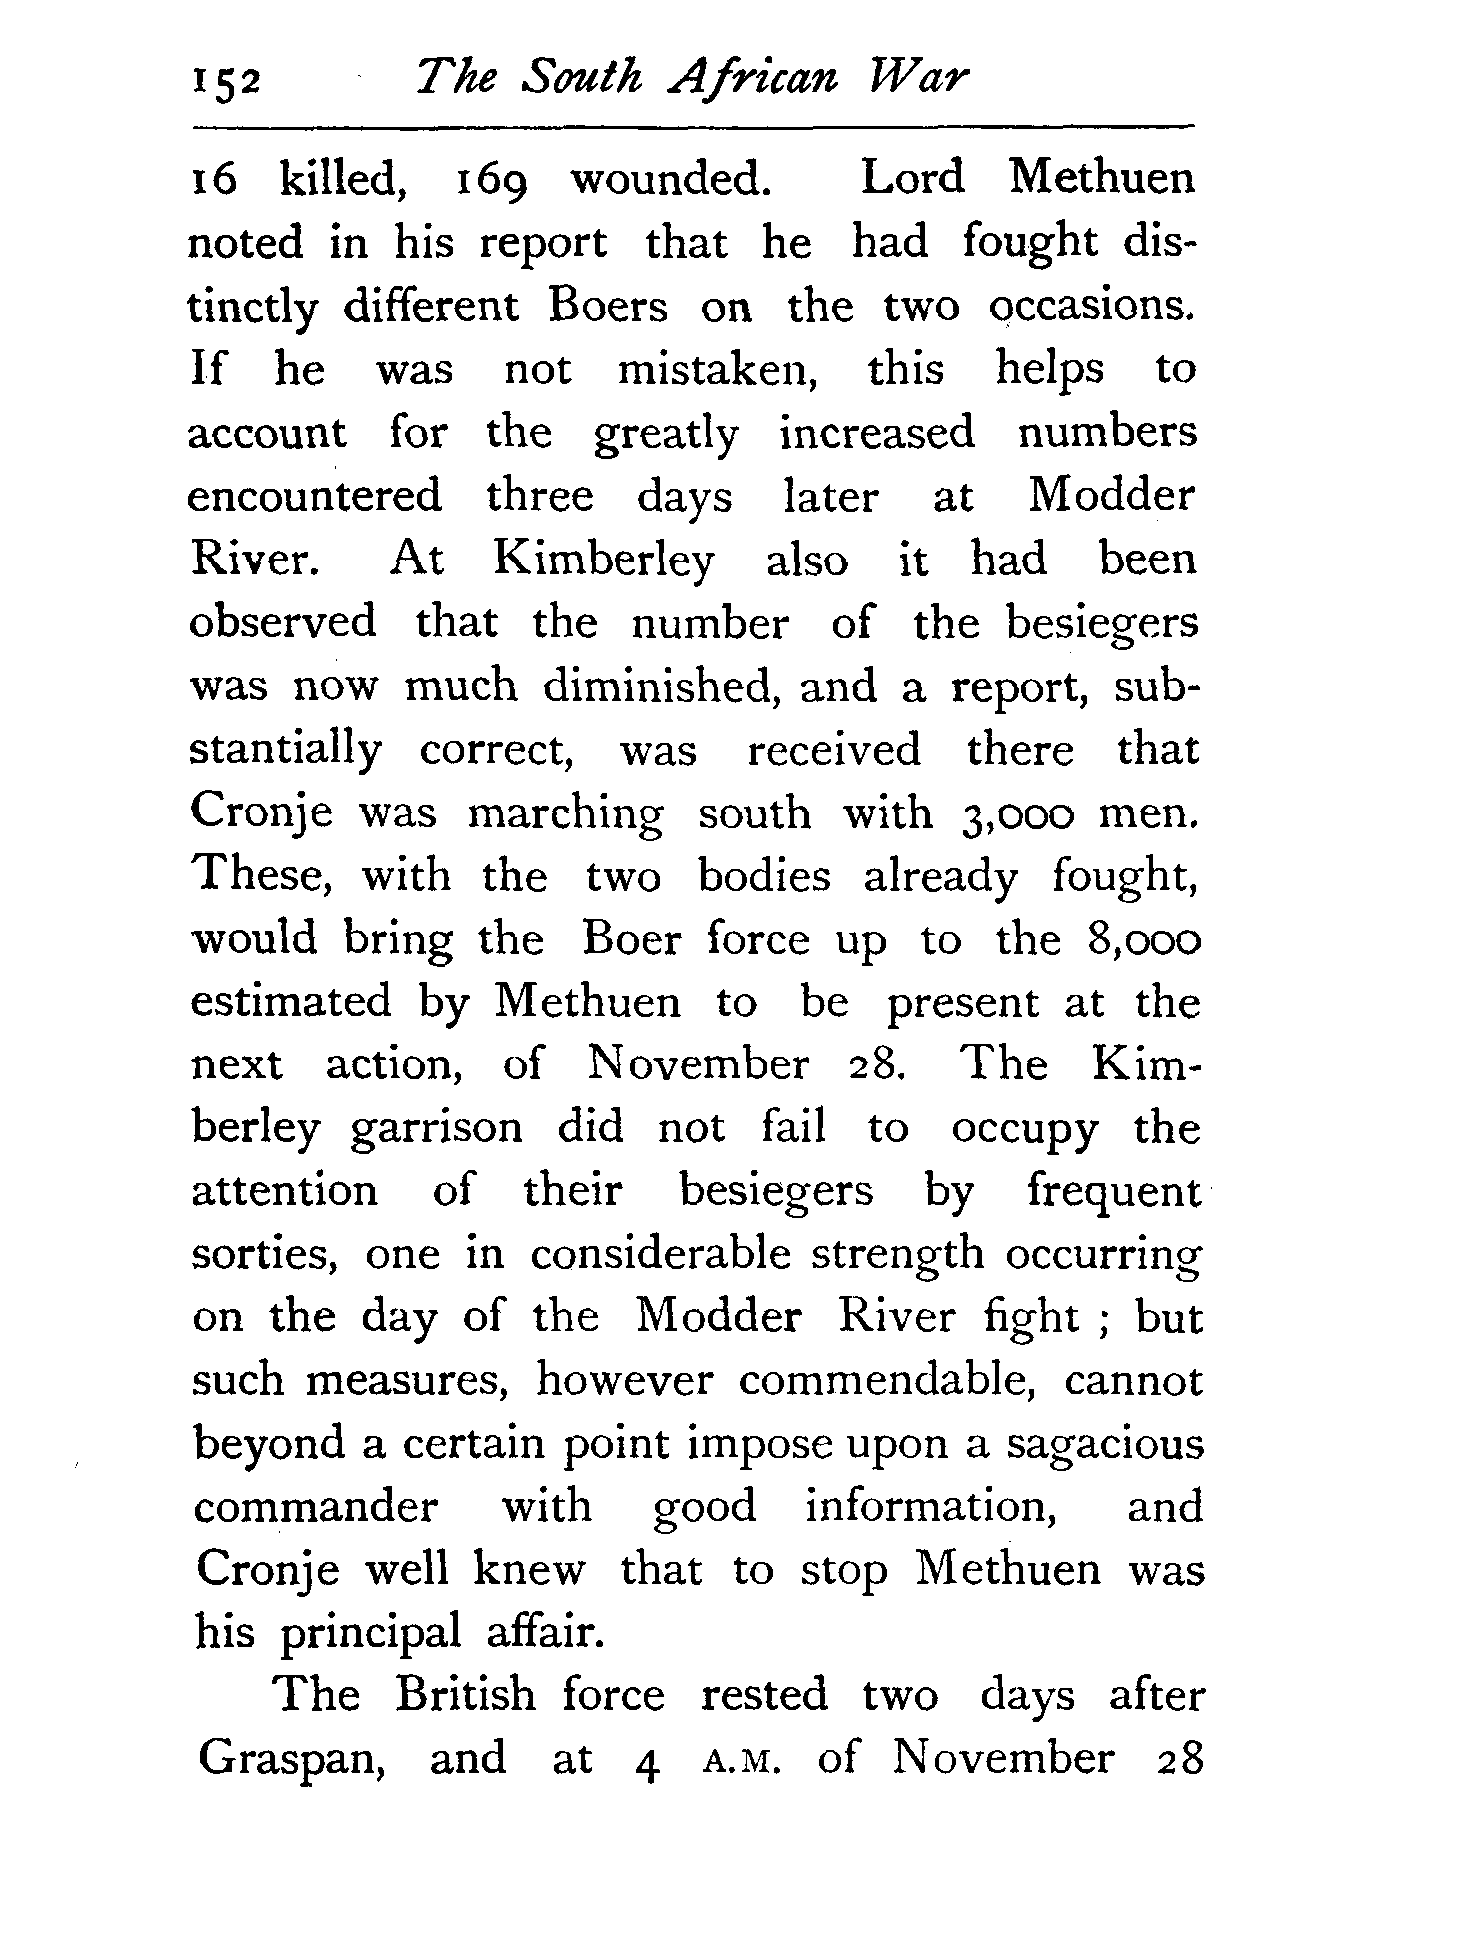 152 The South African War
16 killed, 169 wounded. Lord Methuen
noted in his report that he had fought dis-
tinctly different Boers on the two occasions.
If he was not mistaken, this helps to
account for the greatly increased numbers
encountered three days later at Modder
River. At Kimberley also it had been
observed that the number of the besiegers
was now much diminished, and a report, sub-
stantially correct, was received there that
Cronje was marching south with 3,000 men.
These, with the two bodies already fought,
would bring the Boer force up to the 8,000
estimated by Methuen to be present at the
next action, of November 28. The Kim-
berley garrison did not fail to occupy the
attention of their besiegers by frequent
sorties, one in considerable strength occurring
on the day of the Modder River fight ; but
such measures, however commendable, cannot
beyond a certain point impose upon a sagacious
commander with good information, and
Cronje well knew that to stop Methuen was
his principal affair.
The British force rested two days after
Graspan, and at 4 A.M. of November 28